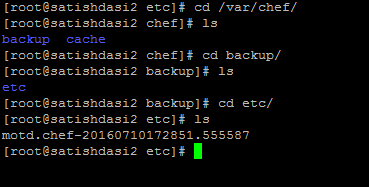 [root@satishdasi2 etc]# cd /var/chef/
[root@satishdasi2 chef]# ls
backup  cache
[root@satishdasi2 chef]# cd backup/
[root@satishdasi2 backup]# ls
etc
[root@satishdasi2 backup]# cd etc/
[root@satishdasi2 etc]# ls
motd.chef-20160710172851.555587
[root@satishdasi2 etc]#